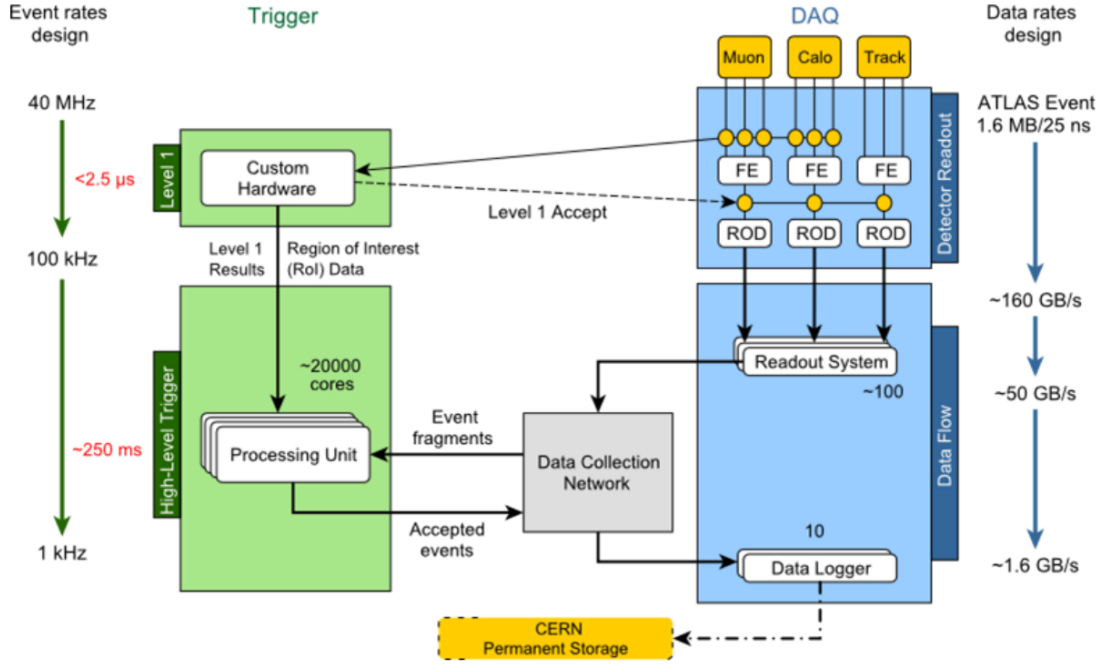 Event rates
design
Trigger
DAQ
Data rates
design
Muon
Calo
Track
40 MHz
ATLAS Event
1.6 MB/25 ns
Level 1
<2.5 µs
Custom
Hardware
FE
FE
FE
Level 1 Accept
ROD
ROD
ROD
Detector Readout
100 kHz
Level 1
Results
Region of Interest
(RoI) Data
~160 GB/s
~20000
cores
Readout System
~100
~50 GB/s
High-Level Trigger
~250 ms
Processing Unit
Event
fragments
Data Collection
Network
Data Flow
Accepted
events
10
1 kHz
Data Logger
~1.6 GB/s
CERN
Permanent Storage